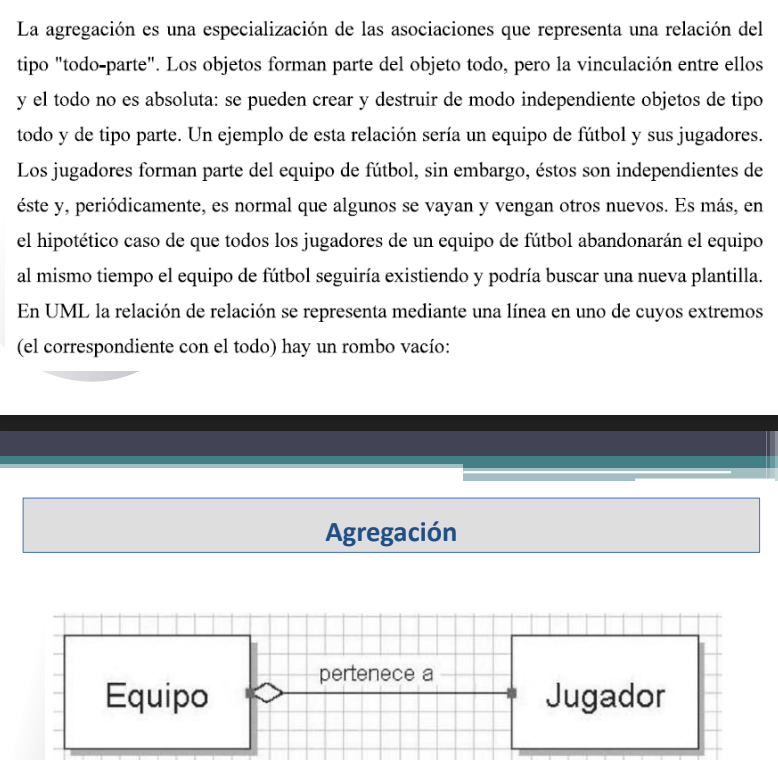 La agregación es una especialización de las asociaciones que representa una relación del
tipo "todo-parte". Los objetos forman parte del objeto todo, pero la vinculación entre ellos
y el todo no es absoluta: se pueden crear y destruir de modo independiente objetos de tipo
todo y de tipo parte. Un ejemplo de esta relación sería un equipo de fútbol y sus jugadores.
Los jugadores forman parte del equipo de fútbol, sin embargo, éstos son independientes de
éste y, periódicamente, es normal que algunos se vayan y vengan otros nuevos. Es más, en
el hipotético caso de que todos los jugadores de un equipo de fútbol abandonarán el equipo
al mismo tiempo el equipo de fútbol seguiría existiendo y podría buscar una nueva plantilla.
En UML la relación de relación se representa mediante una línea en uno de cuyos extremos
(el correspondiente con el todo) hay un rombo vacío:
Agregación
pertenece a
Equipo
Jugador